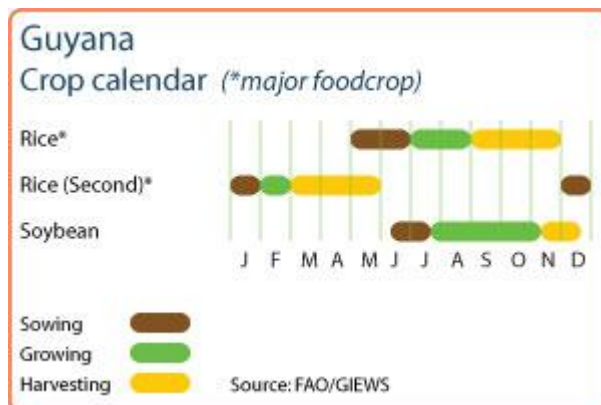 Guyana
Crop calendar (*major foodcrop)
Rice*
Rice (Second)*
Soybean
J F M A M J J A S O N D
Sowing
Growing
Harvesting
Source: FAO/GIEWS